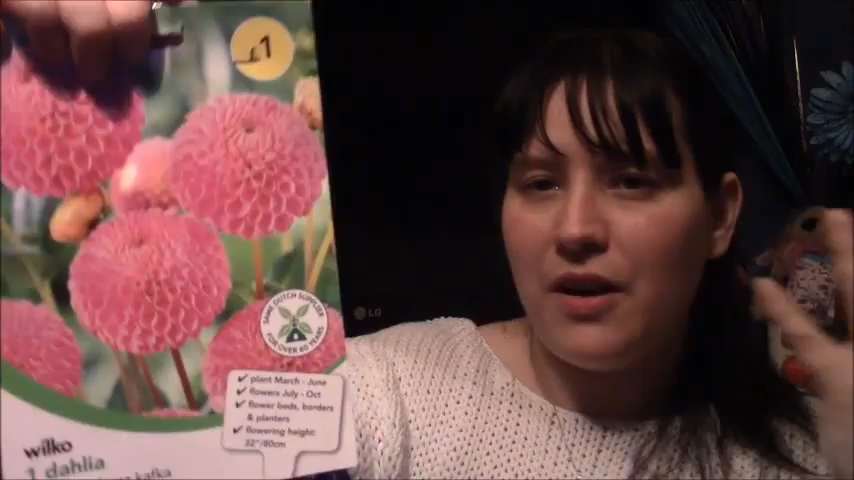 £1
SAME DUTCH SUPPLIER
FOR OVER 60 YEARS
✔ plant March - June
✔ flowers July - Oct
✔ flower beds, borders
& planters
✔ flowering height:
32"/80cm
wilko
1 dahlia
kafka
LG